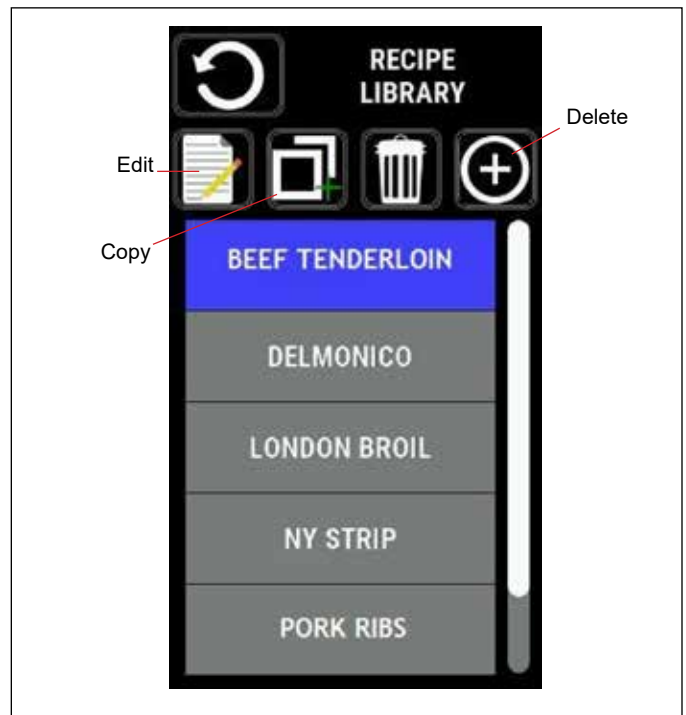 RECIPE
LIBRARY
Delete
Edit
Copy
BEEF TENDERLOIN
DELMONICO
LONDON BROIL
NY STRIP
PORK RIBS